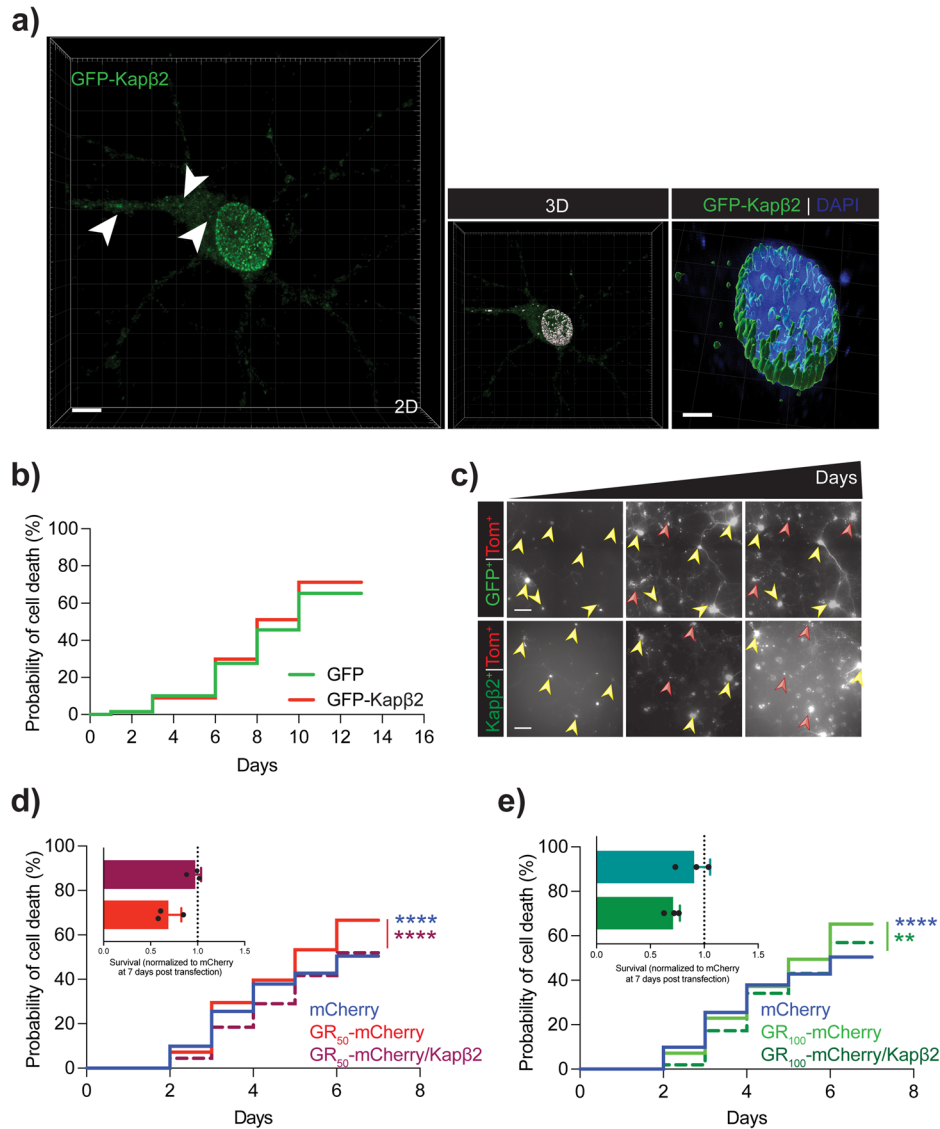 a)
GFP-Kapβ2
2D
3D
GFP-Kapβ2 | DAPI
b)
Probability of cell death (%)
100
80
60
40
20
0
0 2 4 6 8 10 12 14 16
Days
GFP
GFP-Kapβ2
c)
Days
GFP⁺|Tom⁺
Kapβ2⁺|Tom⁺
d)
Probability of cell death (%)
100
80
60
40
20
0
0 2 4 6 8
Days
0.0 0.5 1.0 1.5
Survival (normalized to mCherry
at 7 days post transfection)
****
****
mCherry
GR₅₀-mCherry
GR₅₀-mCherry/Kapβ2
e)
Probability of cell death (%)
100
80
60
40
20
0
0 2 4 6 8
Days
0.0 0.5 1.0 1.5
Survival (normalized to mCherry
at 7 days post transfection)
****
**
mCherry
GR₁₀₀-mCherry
GR₁₀₀-mCherry/Kapβ2